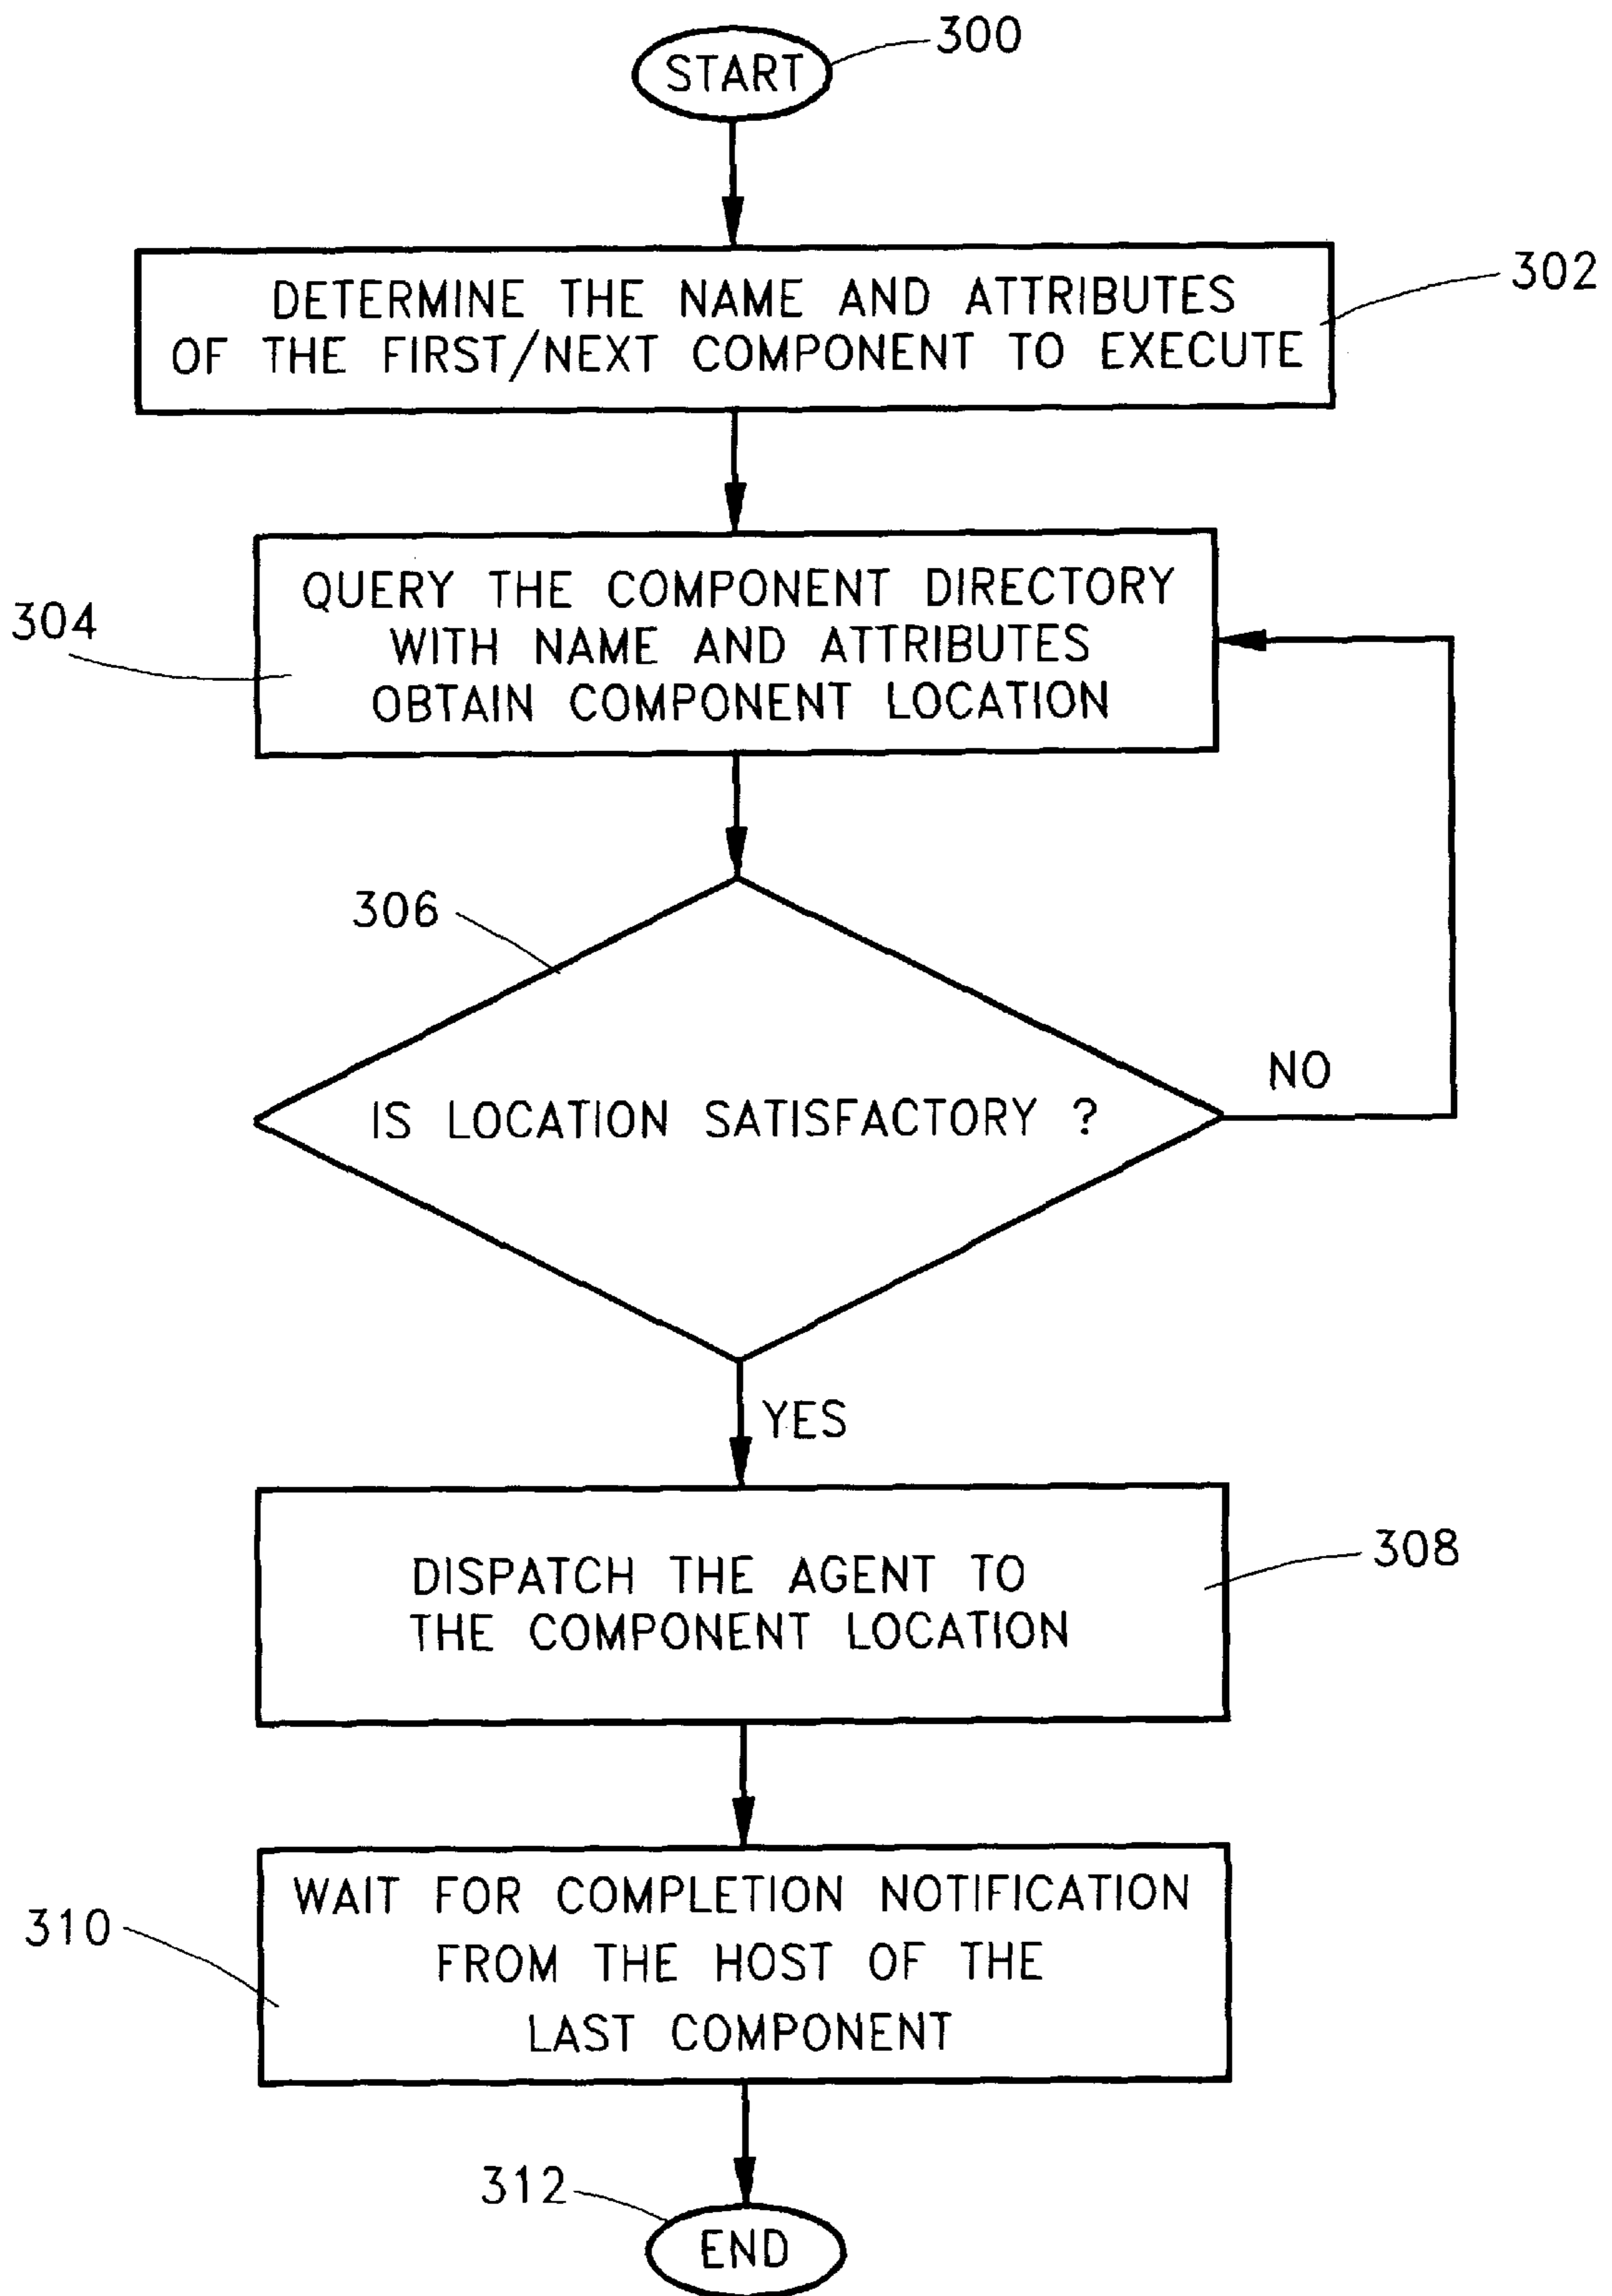 START
300
302
DETERMINE THE NAME AND ATTRIBUTES
OF THE FIRST/NEXT COMPONENT TO EXECUTE
304
QUERY THE COMPONENT DIRECTORY
WITH NAME AND ATTRIBUTES
OBTAIN COMPONENT LOCATION
306
IS LOCATION SATISFACTORY ?
NO
YES
308
DISPATCH THE AGENT TO
THE COMPONENT LOCATION
310
WAIT FOR COMPLETION NOTIFICATION
FROM THE HOST OF THE
LAST COMPONENT
312
END